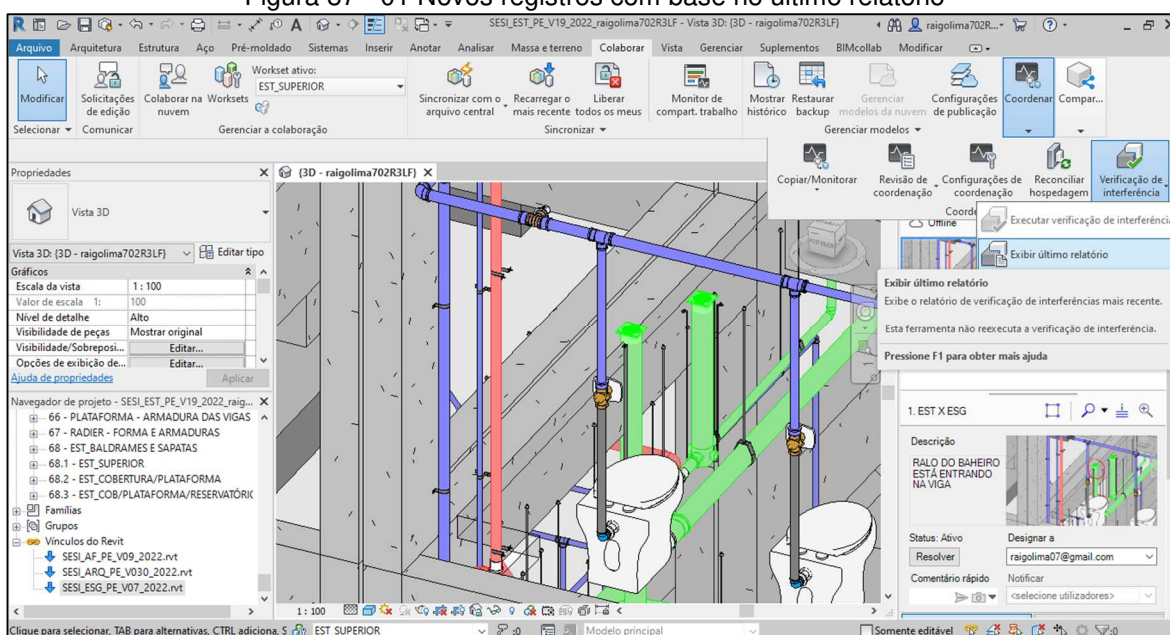 Figura 37 - 01 Novos registros com base no último relatório
SESI_EST_PE_V19_2022_raigolima702R3LF - Vista 3D: {3D - raigolima702R3LF}
raigolima702R...
Arquivo Arquitetura Estrutura Aço Pré-moldado Sistemas Inserir Anotar Analisar Massa e terreno Colaborar Vista Gerenciar Suplementos BIMcollab Modificar
Modificar
Solicitações de edição
Colaborar na nuvem
Worksets
Workset ativo:
EST_SUPERIOR
Sincronizar com o arquivo central
Recarregar o mais recente
Liberar todos os meus
Monitor de compart. trabalho
Mostrar histórico
Restaurar backup
Gerenciar modelos da nuvem
Configurações de publicação
Coordenar
Compar...
Selecionar Comunicar Gerenciar a colaboração Sincronizar Gerenciar modelos
Copiar/Monitorar
Revisão de coordenação
Configurações de coordenação
Reconciliar hospedagem
Verificação de interferência
Coorde
Offline
Executar verificação de interferência
Exibir último relatório
Exibir último relatório
Exibe o relatório de verificação de interferências mais recente.
Esta ferramenta não reexecuta a verificação de interferência.
Pressione F1 para obter mais ajuda
Propriedades
{3D - raigolima702R3LF}
Vista 3D
Vista 3D: {3D - raigolima702R3LF} Editar tipo
Gráficos
Escala da vista 1 : 100
Valor de escala 1: 100
Nível de detalhe Alto
Visibilidade de peças Mostrar original
Visibilidade/Sobreposi... Editar...
Opções de exibição de... Editar...
Ajuda de propriedades Aplicar
Navegador de projeto - SESI_EST_PE_V19_2022_raig...
66 - PLATAFORMA - ARMADURA DAS VIGAS
67 - RADIER - FORMA E ARMADURAS
68 - EST_BALDRAMES E SAPATAS
68.1 - EST_SUPERIOR
68.2 - EST_COBERTURA/PLATAFORMA
68.3 - EST_COB/PLATAFORMA/RESERVATÓRIC
Famílias
Grupos
Vínculos do Revit
SESI_AF_PE_V09_2022.rvt
SESI_ARQ_PE_V030_2022.rvt
SESI_ESG_PE_V07_2022.rvt
1. EST X ESG
Descrição
RALO DO BAHEIRO
ESTÁ ENTRANDO
NA VIGA
Status: Ativo Designar a
Resolver raigolima07@gmail.com
Comentário rápido Notificar
<selecione utilizadores>
1 : 100
Clique para selecionar, TAB para alternativas, CTRL adiciona, S EST_SUPERIOR :0 Modelo principal Somente editável :0